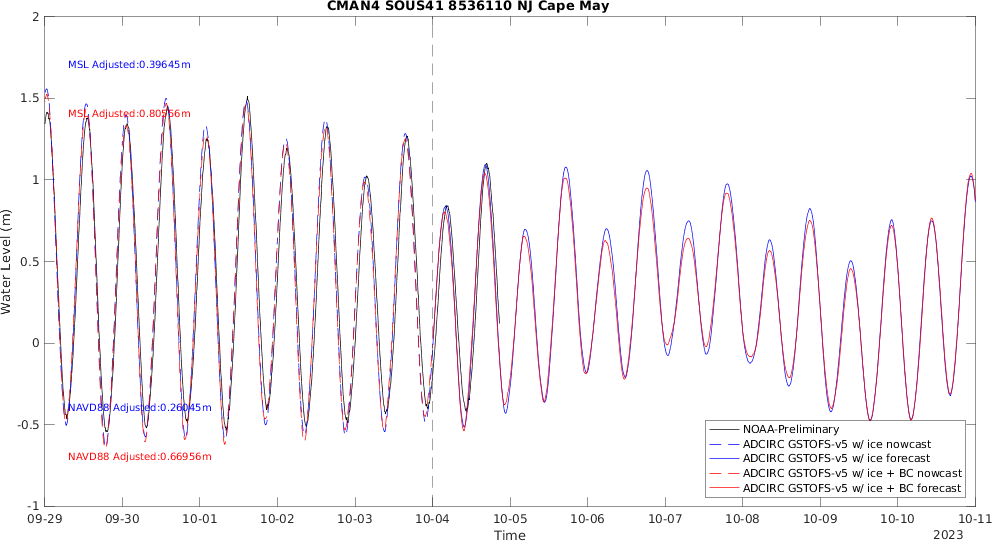 CMAN4 SOUS41 8536110 NJ Cape May
2
1.5
1
0.5
0
-0.5
-1
Water Level (m)
MSL Adjusted:0.39645m
MSL Adjusted:0.80556m
NAVD88 Adjusted:0.26045m
NAVD88 Adjusted:0.66956m
NOAA-Preliminary
ADCIRC GSTOFS-v5 w/ ice nowcast
ADCIRC GSTOFS-v5 w/ ice forecast
ADCIRC GSTOFS-v5 w/ ice + BC nowcast
ADCIRC GSTOFS-v5 w/ ice + BC forecast
09-29 09-30 10-01 10-02 10-03 10-04 10-05 10-06 10-07 10-08 10-09 10-10 10-11
Time
2023